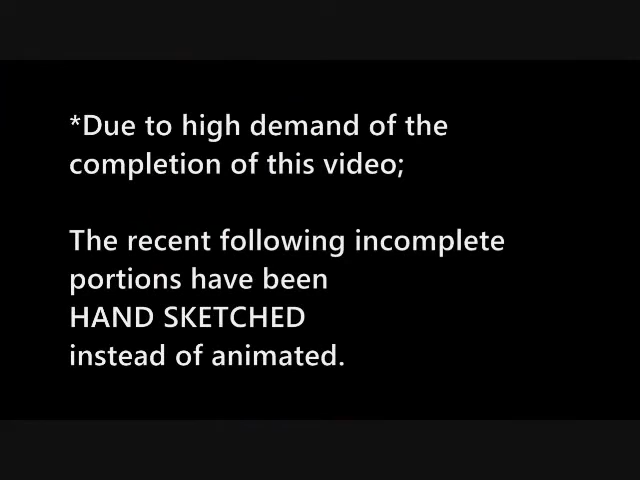 *Due to high demand of the
completion of this video;
The recent following incomplete
portions have been
HAND SKETCHED
instead of animated.